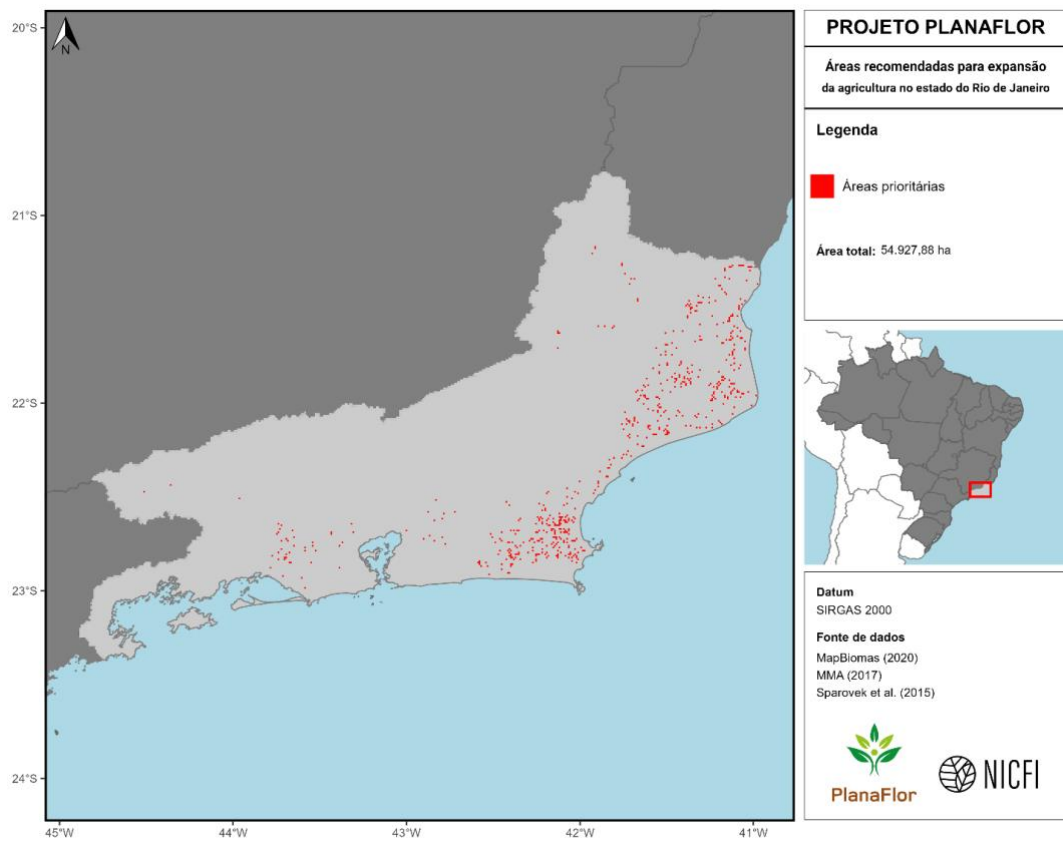 PROJETO PLANAFLOR
Áreas recomendadas para expansão
da agricultura no estado do Rio de Janeiro
Legenda
Áreas prioritárias
Área total: 54.927,88 ha
N
20°S
21°S
22°S
23°S
24°S
45°W
44°W
43°W
42°W
41°W
Datum
SIRGAS 2000
Fonte de dados
MapBiomas (2020)
MMA (2017)
Sparovek et al. (2015)
PlanaFlor
NICFI